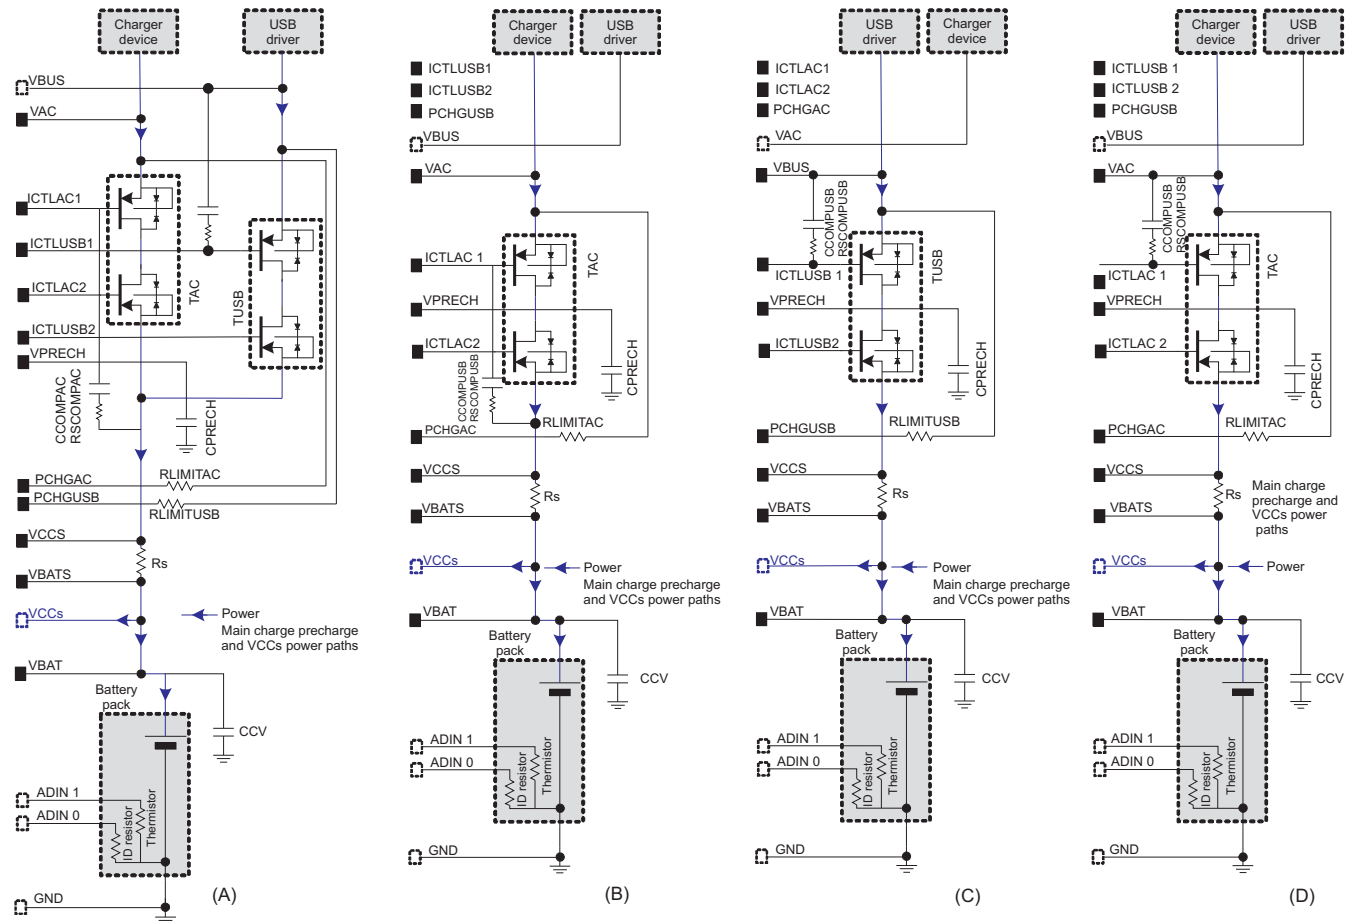 Charger
device
USB
driver
VBUS
VAC
ICTLAC1
ICTLUSB1
TAC
ICTLAC2
TUSB
ICTLUSB2
VPRECH
CCOMPAC
RSCOMPAC
CPRECH
PCHGAC
RLIMITAC
PCHGUSB
RLIMITUSB
VCCS
Rs
VBATS
VCCs
Power
Main charge precharge
and VCCs power paths
VBAT
Battery
pack
CCV
ADIN 1
ADIN 0
ID resistor
Thermistor
GND
(A)
Charger
device
USB
driver
ICTLUSB1
ICTLUSB2
PCHGUSB
VBUS
VAC
ICTLAC 1
TAC
VPRECH
ICTLAC2
CCOMPUSB
RSCOMPUSB
CPRECH
PCHGAC
RLIMITAC
VCCS
Rs
VBATS
VCCs
Power
Main charge precharge
and VCCs power paths
VBAT
Battery
pack
CCV
ADIN 1
ADIN 0
ID resistor
Thermistor
GND
(B)
USB
driver
Charger
device
ICTLAC1
ICTLAC2
PCHGAC
VAC
VBUS
CCOMPUSB
RSCOMPUSB
ICTLUSB 1
TUSB
VPRECH
ICTLUSB2
CPRECH
PCHGUSB
RLIMITUSB
VCCS
Rs
VBATS
VCCs
Power
Main charge precharge
and VCCs power paths
VBAT
Battery
pack
CCV
ADIN 1
ADIN 0
ID resistor
Thermistor
GND
(C)
Charger
device
USB
driver
ICTLUSB 1
ICTLUSB 2
PCHGUSB
VBUS
VAC
CCOMPUSB
RSCOMPUSB
ICTLAC 1
TAC
VPRECH
ICTLAC 2
CPRECH
PCHGAC
RLIMITAC
VCCS
Rs
Main charge
precharge and
VCCs power
paths
VBATS
VCCs
Power
VBAT
Battery
pack
CCV
ADIN 1
ADIN 0
ID resistor
Thermistor
GND
(D)